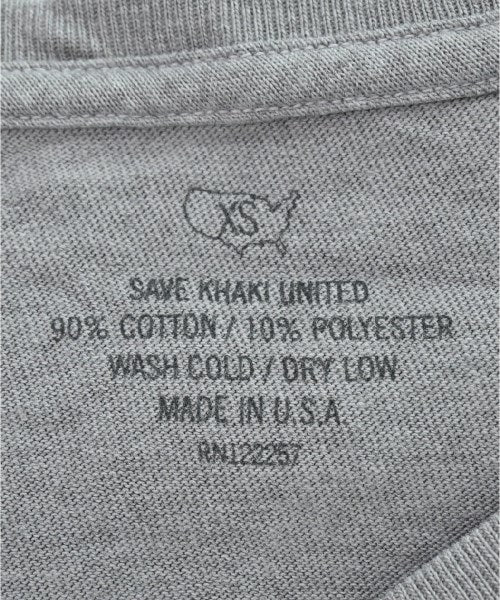 XS
SAVE KHAKI UNITED
90% COTTON / 10% POLYESTER
WASH COLD / DRY LOW
MADE IN U.S.A.
RN122257